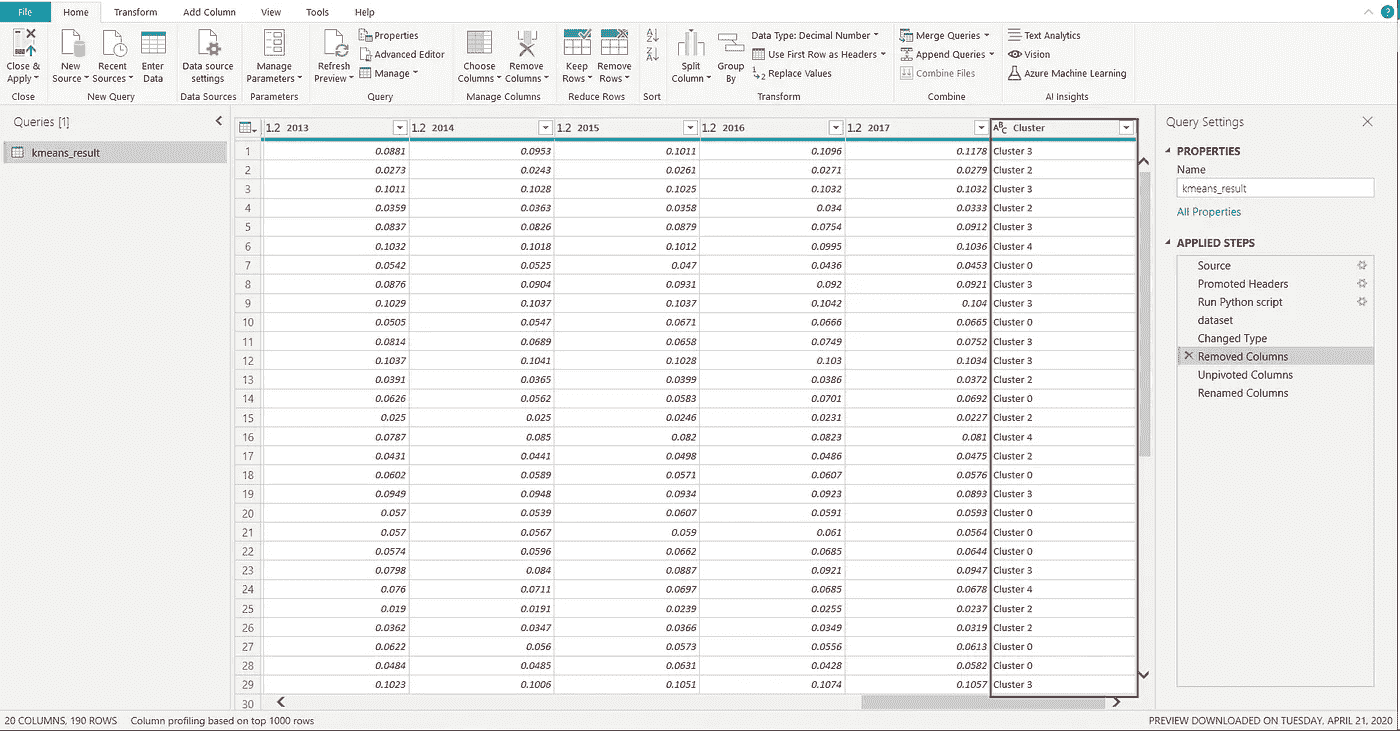 File Home Transform Add Column View Tools Help
Close & Apply New Source Recent Sources Enter Data Data source settings Manage Parameters Refresh Preview Properties Advanced Editor Manage Choose Columns Remove Columns Keep Rows Remove Rows Split Column Group By Data Type: Decimal Number Use First Row as Headers Replace Values Merge Queries Append Queries Combine Files Text Analytics Vision Azure Machine Learning
Close New Query Data Sources Parameters Query Manage Columns Reduce Rows Sort Transform Combine AI Insights
Queries [1]
kmeans_result
1.2 2013 1.2 2014 1.2 2015 1.2 2016 1.2 2017 ABC Cluster
1 0.0881 0.0953 0.1011 0.1096 0.1178 Cluster 3
2 0.0273 0.0243 0.0261 0.0271 0.0279 Cluster 2
3 0.1011 0.1028 0.1025 0.1032 0.1032 Cluster 3
4 0.0359 0.0363 0.0358 0.034 0.0333 Cluster 2
5 0.0837 0.0826 0.0879 0.0754 0.0912 Cluster 3
6 0.1032 0.1018 0.1012 0.0995 0.1036 Cluster 4
7 0.0542 0.0525 0.047 0.0436 0.0453 Cluster 0
8 0.0876 0.0904 0.0931 0.092 0.0921 Cluster 3
9 0.1029 0.1037 0.1037 0.1042 0.104 Cluster 3
10 0.0505 0.0547 0.0671 0.0666 0.0665 Cluster 0
11 0.0814 0.0689 0.0658 0.0749 0.0752 Cluster 3
12 0.1037 0.1041 0.1028 0.103 0.1034 Cluster 3
13 0.0391 0.0365 0.0399 0.0386 0.0372 Cluster 2
14 0.0626 0.0562 0.0583 0.0701 0.0692 Cluster 0
15 0.025 0.025 0.0246 0.0231 0.0227 Cluster 2
16 0.0787 0.085 0.082 0.0823 0.081 Cluster 4
17 0.0431 0.0441 0.0498 0.0486 0.0475 Cluster 2
18 0.0602 0.0589 0.0571 0.0607 0.0576 Cluster 0
19 0.0949 0.0948 0.0934 0.0923 0.0893 Cluster 3
20 0.057 0.0539 0.0607 0.0591 0.0593 Cluster 0
21 0.057 0.0567 0.059 0.061 0.0564 Cluster 0
22 0.0574 0.0596 0.0662 0.0685 0.0644 Cluster 0
23 0.0798 0.084 0.0887 0.0921 0.0947 Cluster 3
24 0.076 0.0711 0.0697 0.0685 0.0678 Cluster 4
25 0.019 0.0191 0.0239 0.0255 0.0237 Cluster 2
26 0.0362 0.0347 0.0366 0.0349 0.0319 Cluster 2
27 0.0622 0.056 0.0573 0.0556 0.0613 Cluster 0
28 0.0484 0.0485 0.0631 0.0428 0.0582 Cluster 0
29 0.1023 0.1006 0.1051 0.1074 0.1057 Cluster 3
30
Query Settings
PROPERTIES
Name
kmeans_result
All Properties
APPLIED STEPS
Source
Promoted Headers
Run Python script
dataset
Changed Type
Removed Columns
Unpivoted Columns
Renamed Columns
20 COLUMNS, 190 ROWS Column profiling based on top 1000 rows PREVIEW DOWNLOADED ON TUESDAY, APRIL 21, 2020